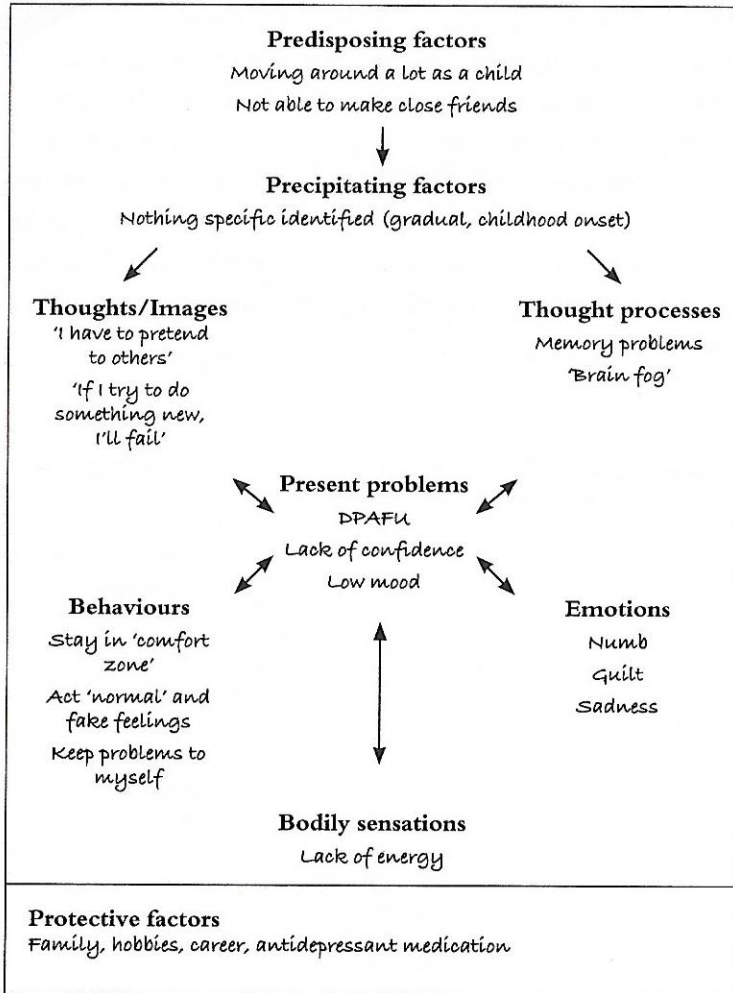 Predisposing factors
Moving around a lot as a child
Not able to make close friends
Precipitating factors
Nothing specific identified (gradual, childhood onset)
Thoughts/Images
'I have to pretend
to others'
'If I try to do
something new,
I'll fail'
Thought processes
Memory problems
'Brain fog'
Present problems
DPAFU
Lack of confidence
Low mood
Behaviours
Stay in 'comfort
zone'
Act 'normal' and
fake feelings
Keep problems to
myself
Emotions
Numb
Guilt
Sadness
Bodily sensations
Lack of energy
Protective factors
Family, hobbies, career, antidepressant medication